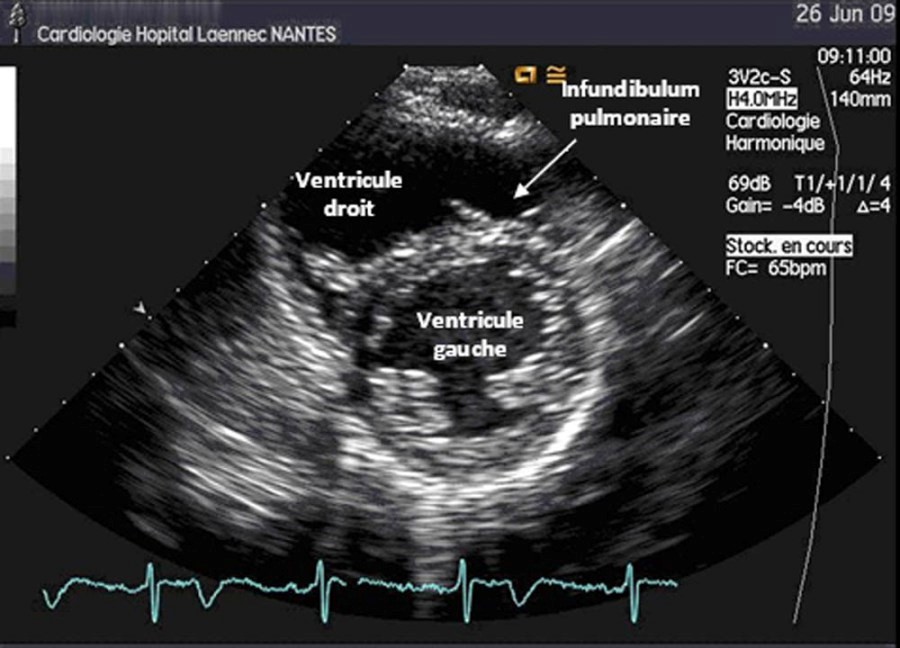 26 Jun 09
Cardiologie Hopital Laennec NANTES
09:11:00
3V2c-S 64Hz
H4.0MHz 140mm
Cardiologie
Harmonique
69dB T1/+1/1/ 4
Gain= -4dB Δ=4
Stock. en cours
FC= 65bpm
Infundibulum
pulmonaire
Ventricule
droit
Ventricule
gauche